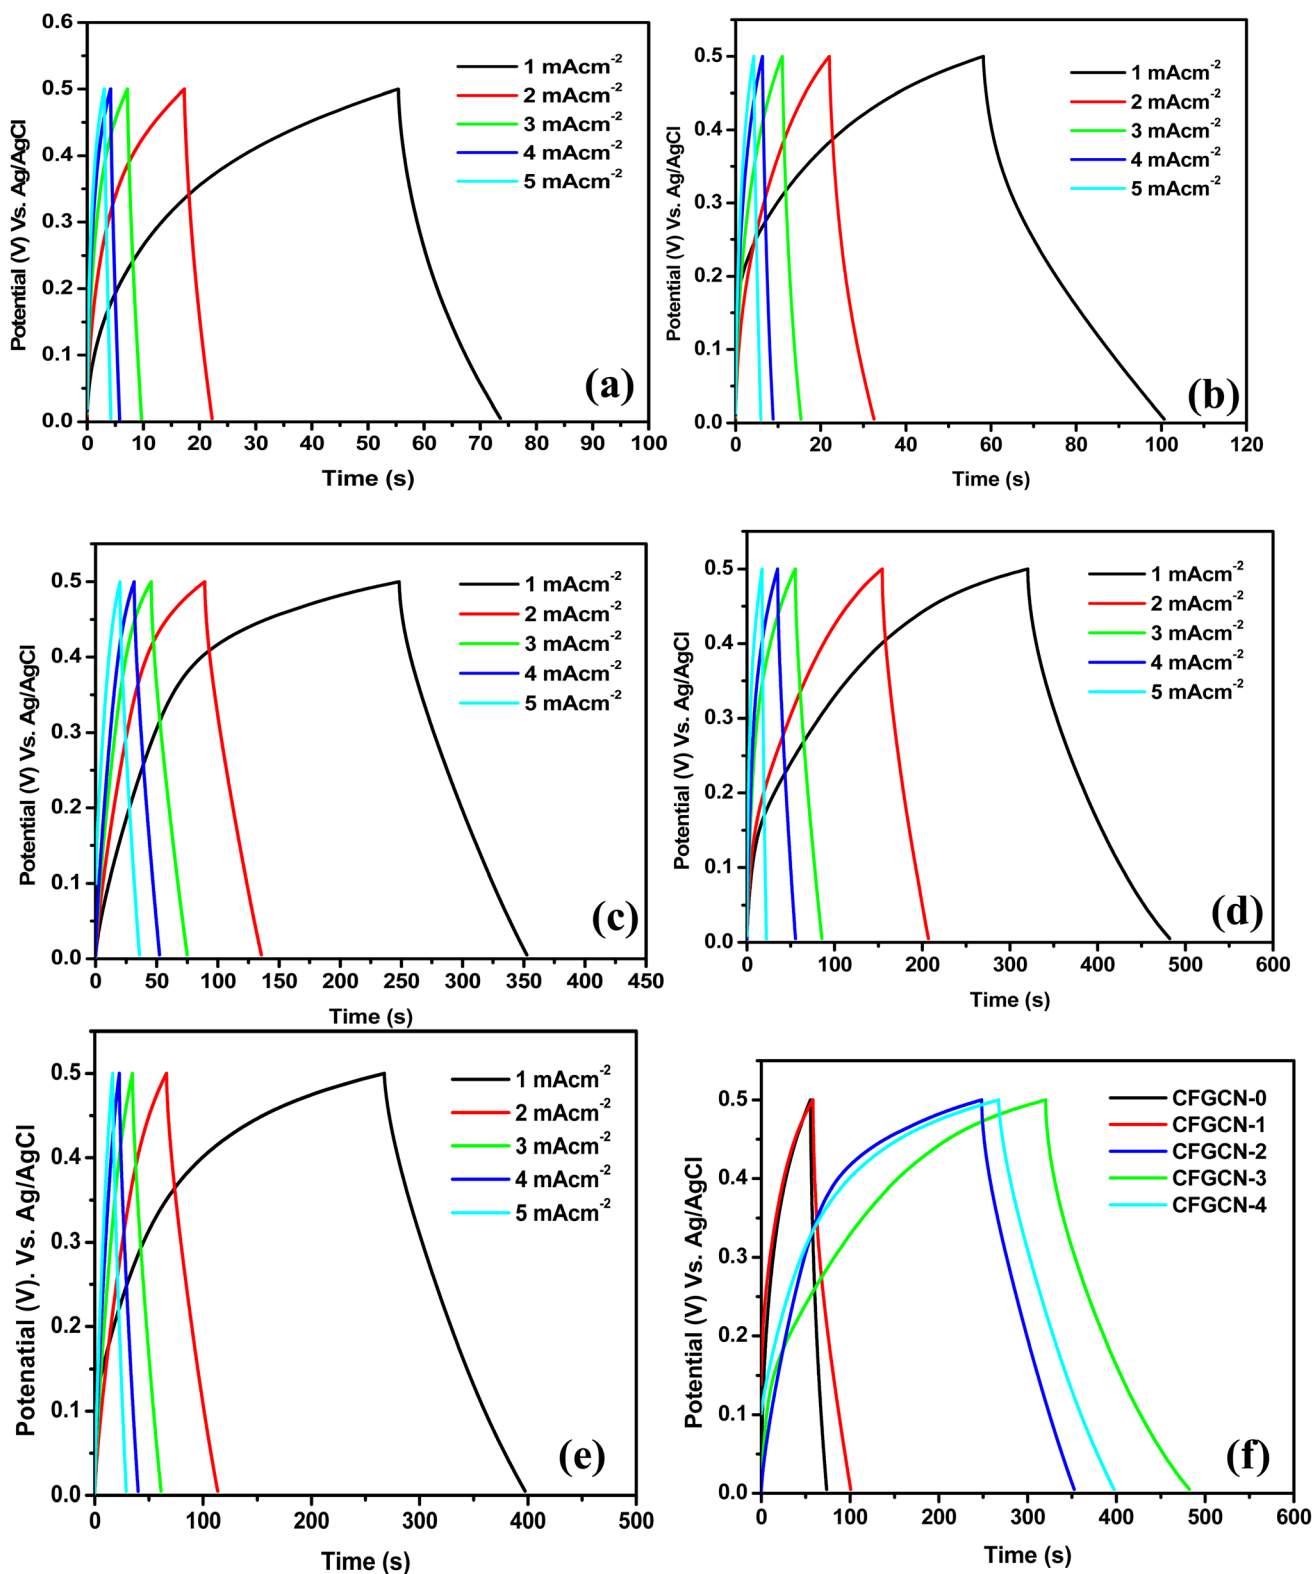 0.6
0.5
0.4
0.3
0.2
0.1
0.0
Potential (V) Vs. Ag/AgCl
1 mAcm-2
2 mAcm-2
3 mAcm-2
4 mAcm-2
5 mAcm-2
(a)
0 10 20 30 40 50 60 70 80 90 100
Time (s)
0.5
0.4
0.3
0.2
0.1
0.0
Potential (V) Vs. Ag/AgCl
1 mAcm-2
2 mAcm-2
3 mAcm-2
4 mAcm-2
5 mAcm-2
(b)
0 20 40 60 80 100 120
Time (s)
0.5
0.4
0.3
0.2
0.1
0.0
Potential (V) Vs. Ag/AgCl
1 mAcm-2
2 mAcm-2
3 mAcm-2
4 mAcm-2
5 mAcm-2
(c)
0 50 100 150 200 250 300 350 400 450
Time (s)
0.5
0.4
0.3
0.2
0.1
0.0
Potential (V) Vs. Ag/AgCl
1 mAcm-2
2 mAcm-2
3 mAcm-2
4 mAcm-2
5 mAcm-2
(d)
0 100 200 300 400 500 600
Time (s)
0.5
0.4
0.3
0.2
0.1
0.0
Potenatial (V). Vs. Ag/AgCl
1 mAcm-2
2 mAcm-2
3 mAcm-2
4 mAcm-2
5 mAcm-2
(e)
0 100 200 300 400 500
Time (s)
0.5
0.4
0.3
0.2
0.1
0.0
Potential (V) Vs. Ag/AgCl
CFGCN-0
CFGCN-1
CFGCN-2
CFGCN-3
CFGCN-4
(f)
0 100 200 300 400 500 600
Time (s)